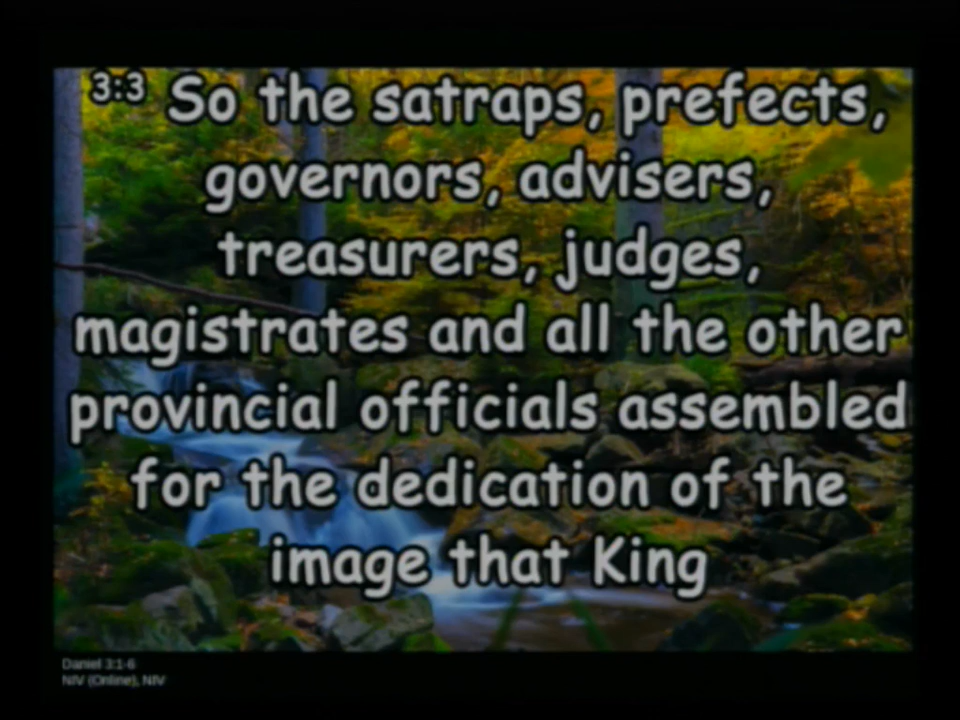 3:3 So the satraps, prefects,
governors, advisers,
treasurers, judges,
magistrates and all the other
provincial officials assembled
for the dedication of the
image that King
Daniel 3:1-6
NIV (Online), NIV